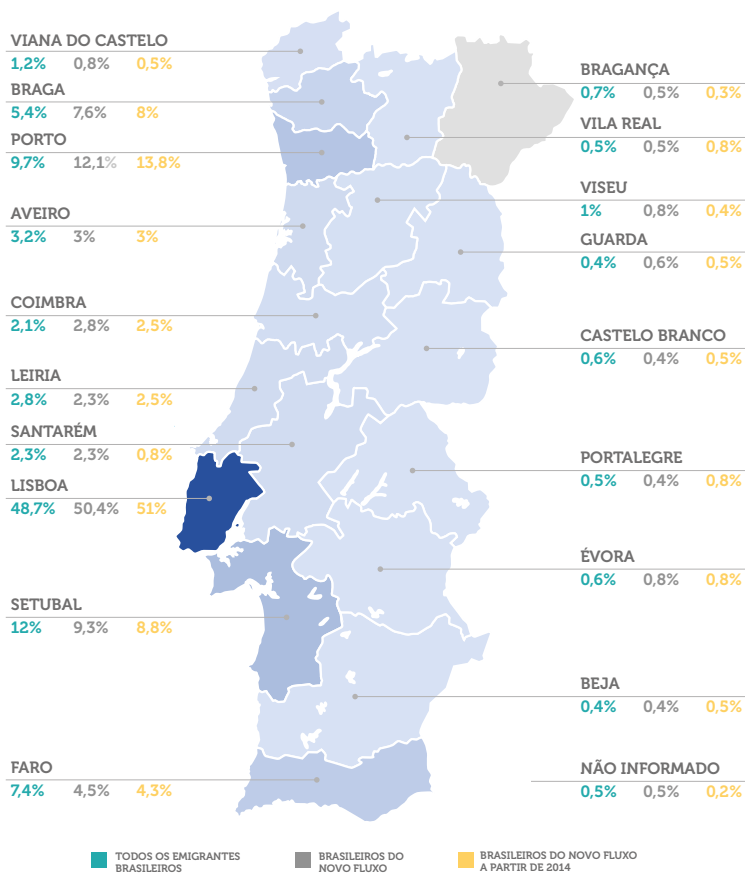 VIANA DO CASTELO
1,2% 0,8% 0,5%
BRAGA
5,4% 7,6% 8%
PORTO
9,7% 12,1% 13,8%
AVEIRO
3,2% 3% 3%
COIMBRA
2,1% 2,8% 2,5%
LEIRIA
2,8% 2,3% 2,5%
SANTARÉM
2,3% 2,3% 0,8%
LISBOA
48,7% 50,4% 51%
SETUBAL
12% 9,3% 8,8%
FARO
7,4% 4,5% 4,3%
BRAGANÇA
0,7% 0,5% 0,3%
VILA REAL
0,5% 0,5% 0,8%
VISEU
1% 0,8% 0,4%
GUARDA
0,4% 0,6% 0,5%
CASTELO BRANCO
0,6% 0,4% 0,5%
PORTALEGRE
0,5% 0,4% 0,8%
ÉVORA
0,6% 0,8% 0,8%
BEJA
0,4% 0,4% 0,5%
NÃO INFORMADO
0,5% 0,5% 0,2%
TODOS OS EMIGRANTES
BRASILEIROS
BRASILEIROS DO
NOVO FLUXO
BRASILEIROS DO NOVO FLUXO
A PARTIR DE 2014